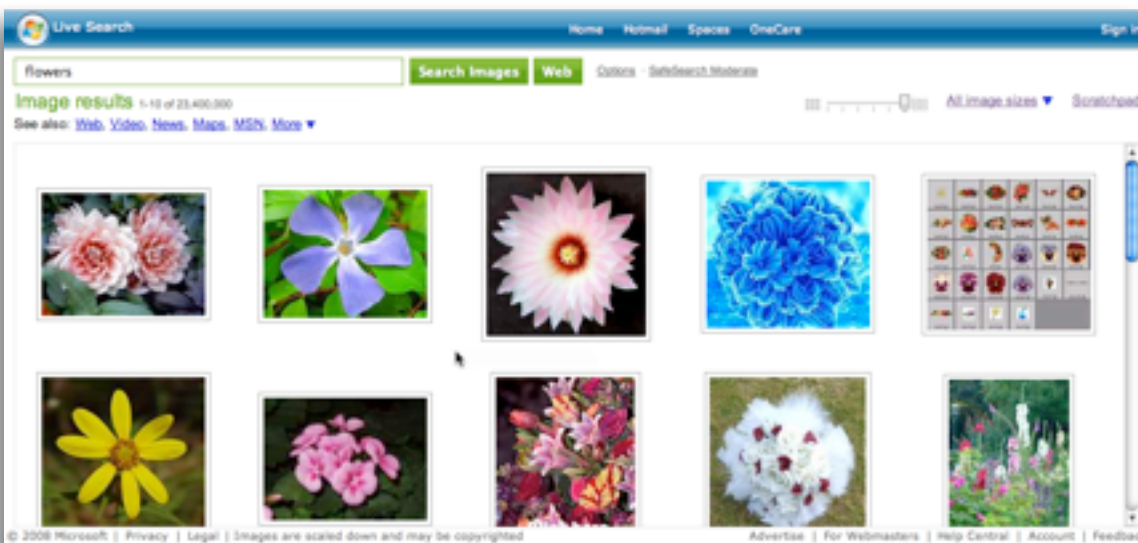 Live Search
Home Hotmail Spaces OneCare Sign in
flowers Search Images Web Options SafeSearch Moderate
Image results 1-10 of 23,400,000 All image sizes Scratchpad
See also: Web, Video, News, Maps, MSN, More
© 2008 Microsoft | Privacy | Legal | Images are scaled down and may be copyrighted Advertise | For Webmasters | Help Central | Account | Feedba